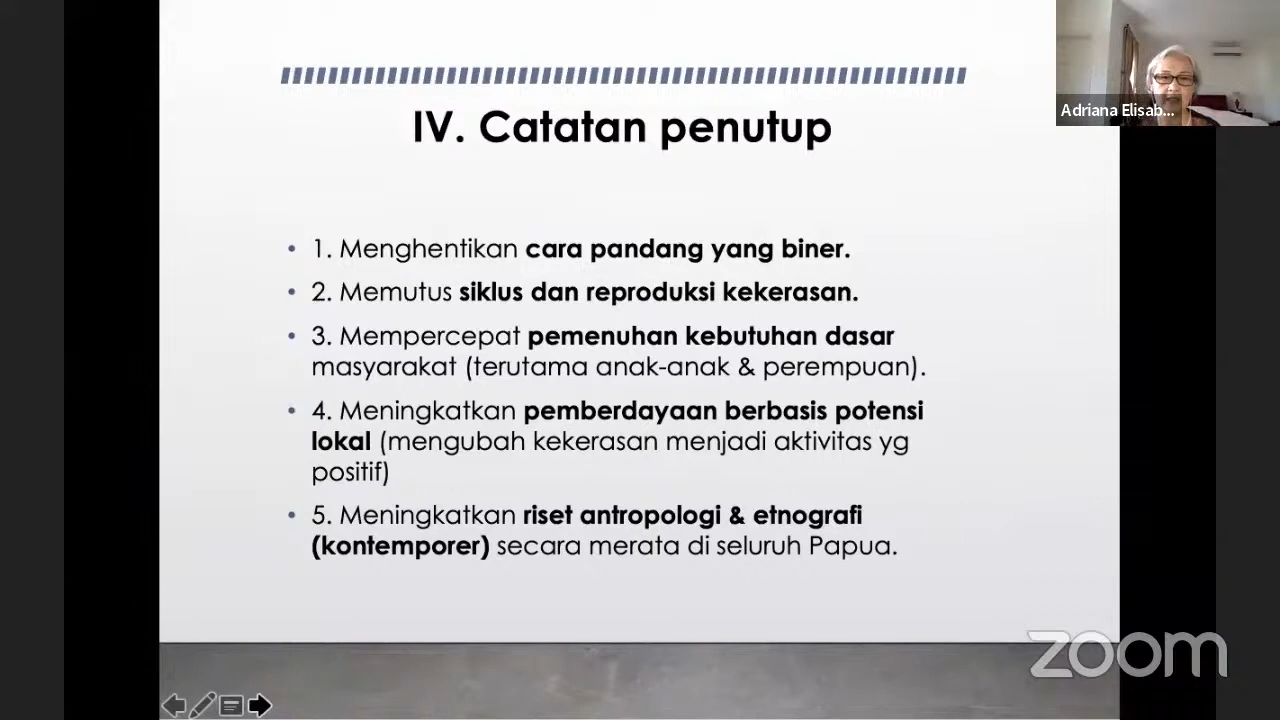 IV. Catatan penutup
Adriana Elisab...
• 1. Menghentikan cara pandang yang biner.
• 2. Memutus siklus dan reproduksi kekerasan.
• 3. Mempercepat pemenuhan kebutuhan dasar
masyarakat (terutama anak-anak & perempuan).
• 4. Meningkatkan pemberdayaan berbasis potensi
lokal (mengubah kekerasan menjadi aktivitas yg
positif)
• 5. Meningkatkan riset antropologi & etnografi
(kontemporer) secara merata di seluruh Papua.
zoom